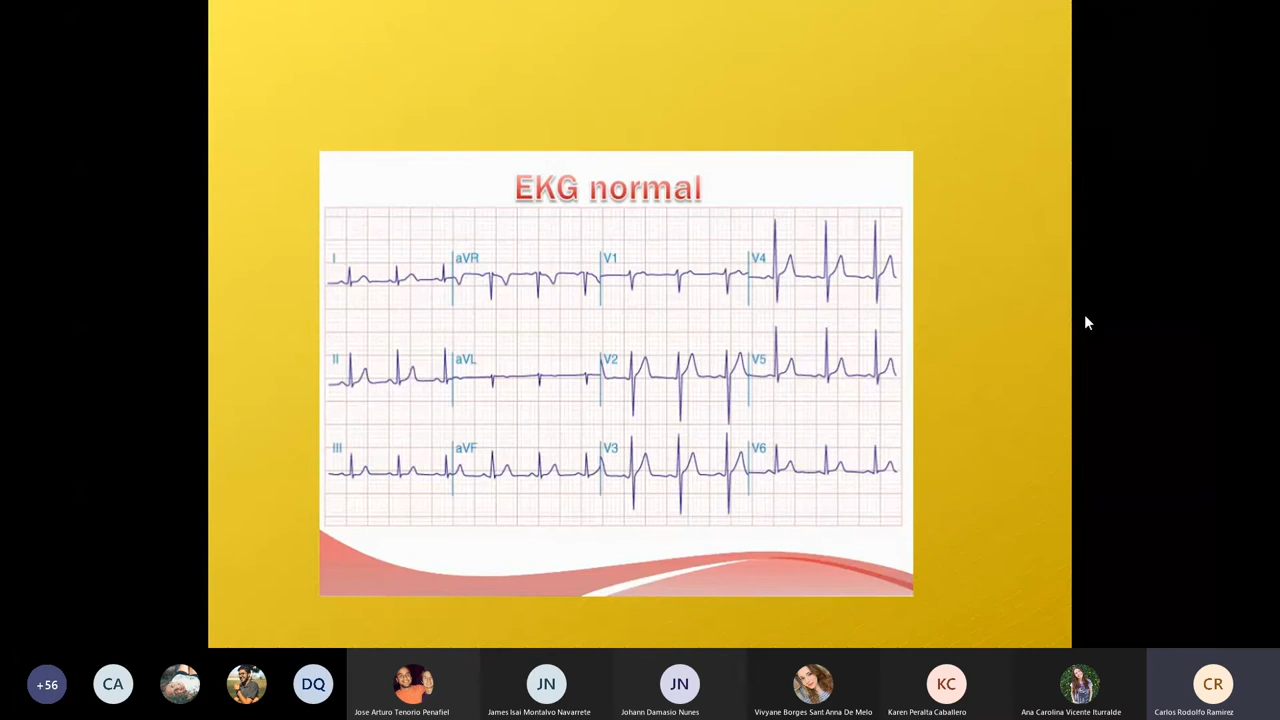 EKG normal
I aVR V1 V4
II aVL V2 V5
III aVF V3 V6
+56 CA DQ JN JN KC CR
Jose Arturo Tenorio Penafiel James Isai Montalvo Navarrete Johann Damasio Nunes Vivyane Borges Sant Anna De Melo Karen Peralta Caballero Ana Carolina Vicente Iturralde Carlos Rodolfo Ramirez